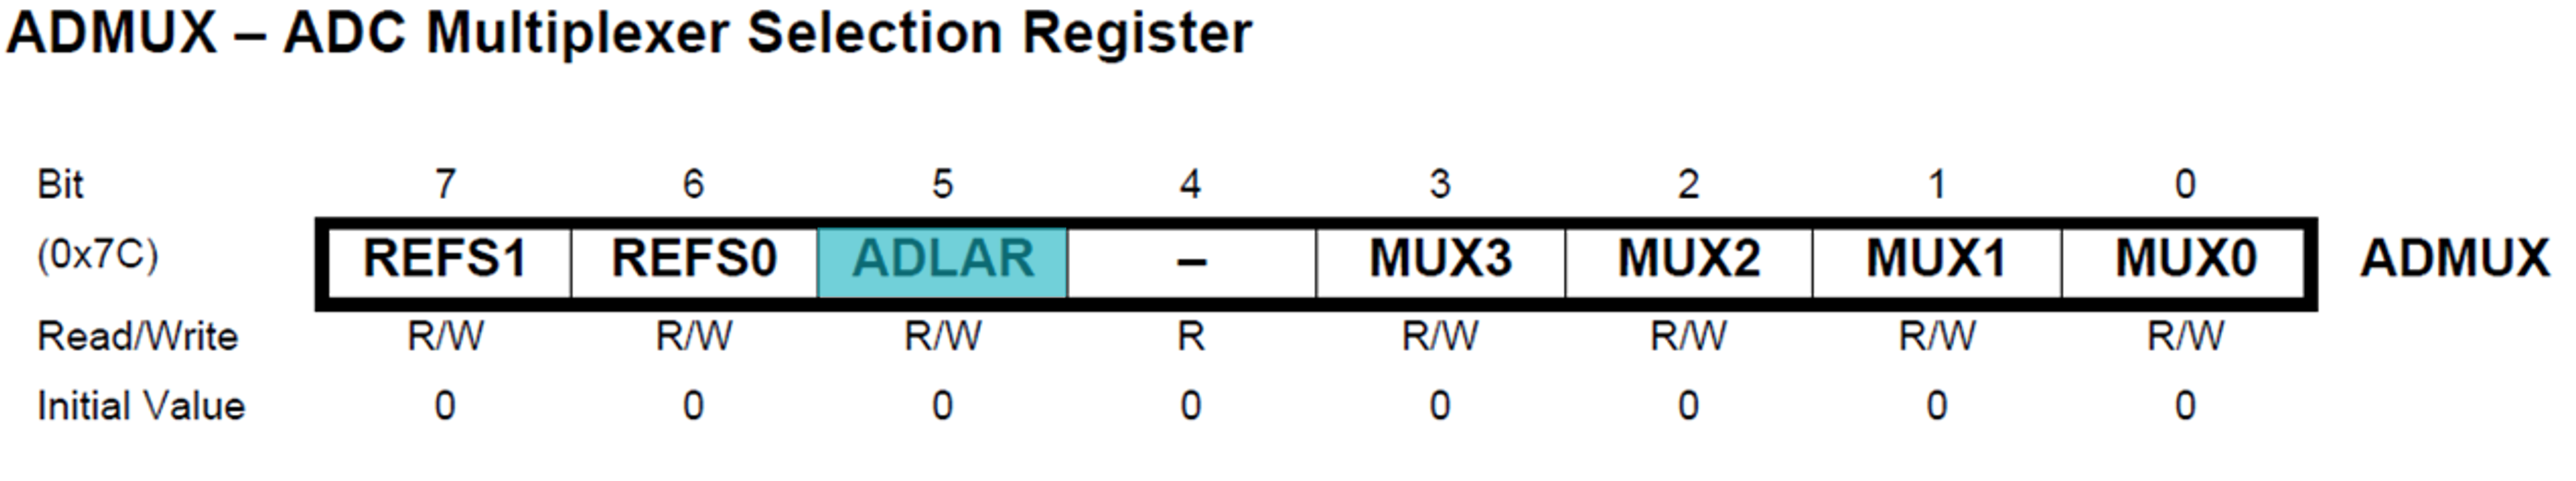 ADMUX – ADC Multiplexer Selection Register
Bit 7 6 5 4 3 2 1 0
(0x7C) REFS1 REFS0 ADLAR – MUX3 MUX2 MUX1 MUX0 ADMUX
Read/Write R/W R/W R/W R R/W R/W R/W R/W
Initial Value 0 0 0 0 0 0 0 0